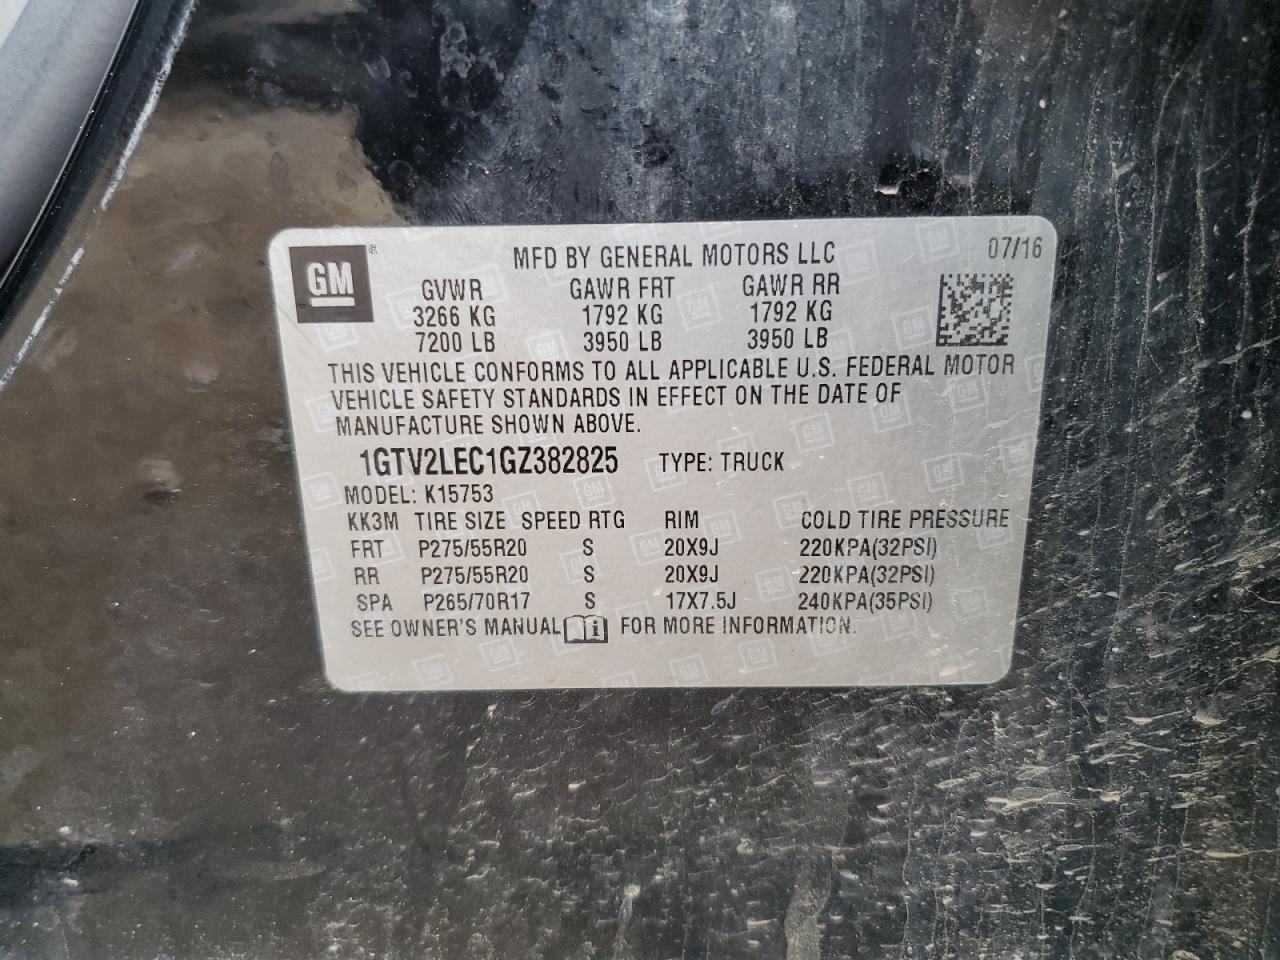 GM ® MFD BY GENERAL MOTORS LLC 07/16
GVWR GAWR FRT GAWR RR
3266 KG 1792 KG 1792 KG
7200 LB 3950 LB 3950 LB
THIS VEHICLE CONFORMS TO ALL APPLICABLE U.S. FEDERAL MOTOR
VEHICLE SAFETY STANDARDS IN EFFECT ON THE DATE OF
MANUFACTURE SHOWN ABOVE.
1GTV2LEC1GZ382825 TYPE: TRUCK
MODEL: K15753
KK3M TIRE SIZE SPEED RTG RIM COLD TIRE PRESSURE
FRT P275/55R20 S 20X9J 220KPA(32PSI)
RR P275/55R20 S 20X9J 220KPA(32PSI)
SPA P265/70R17 S 17X7.5J 240KPA(35PSI)
SEE OWNER'S MANUAL FOR MORE INFORMATION.